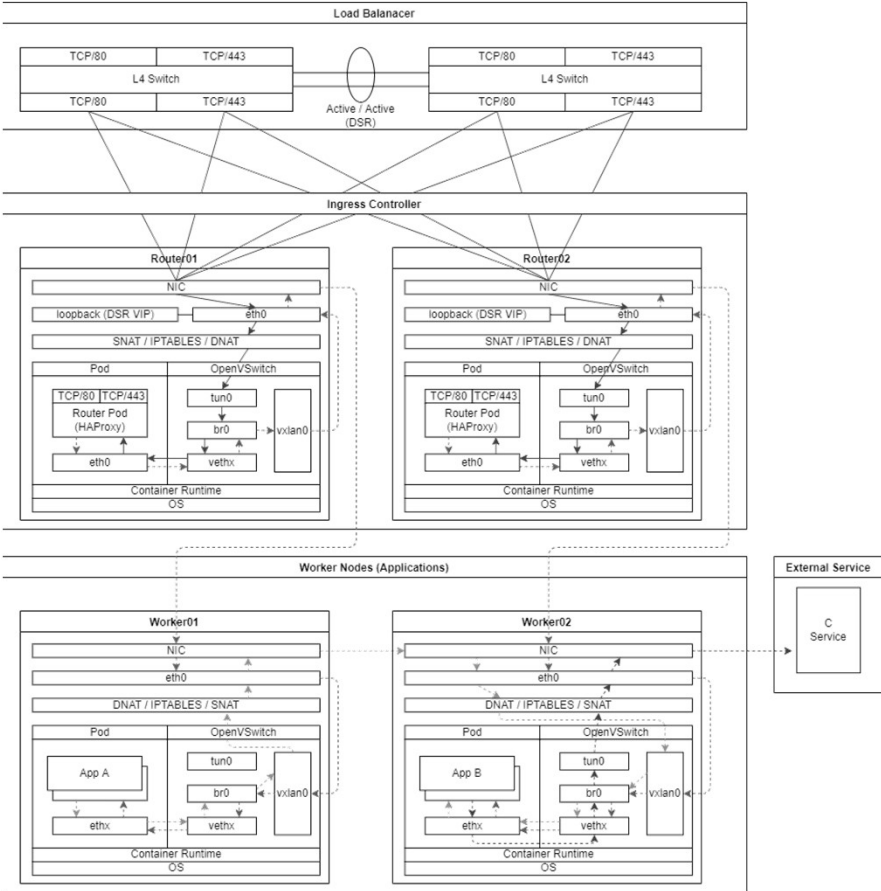 Load Balanacer
TCP/80 TCP/443
L4 Switch
TCP/80 TCP/443
Active / Active
(DSR)
TCP/80 TCP/443
L4 Switch
TCP/80 TCP/443
Ingress Controller
Router01
NIC
loopback (DSR VIP) eth0
SNAT / IPTABLES / DNAT
Pod OpenVSwitch
TCP/80 TCP/443
Router Pod
(HAProxy)
eth0
tun0
br0
vethx
vxlan0
Container Runtime
OS
Router02
NIC
loopback (DSR VIP) eth0
SNAT / IPTABLES / DNAT
Pod OpenVSwitch
TCP/80 TCP/443
Router Pod
(HAProxy)
eth0
tun0
br0
vethx
vxlan0
Container Runtime
OS
Worker Nodes (Applications)
Worker01
NIC
eth0
DNAT / IPTABLES / SNAT
Pod OpenVSwitch
App A
ethx
tun0
br0
vethx
vxlan0
Container Runtime
OS
Worker02
NIC
eth0
DNAT / IPTABLES / SNAT
Pod OpenVSwitch
App B
ethx
tun0
br0
vethx
vxlan0
Container Runtime
OS
External Service
C
Service